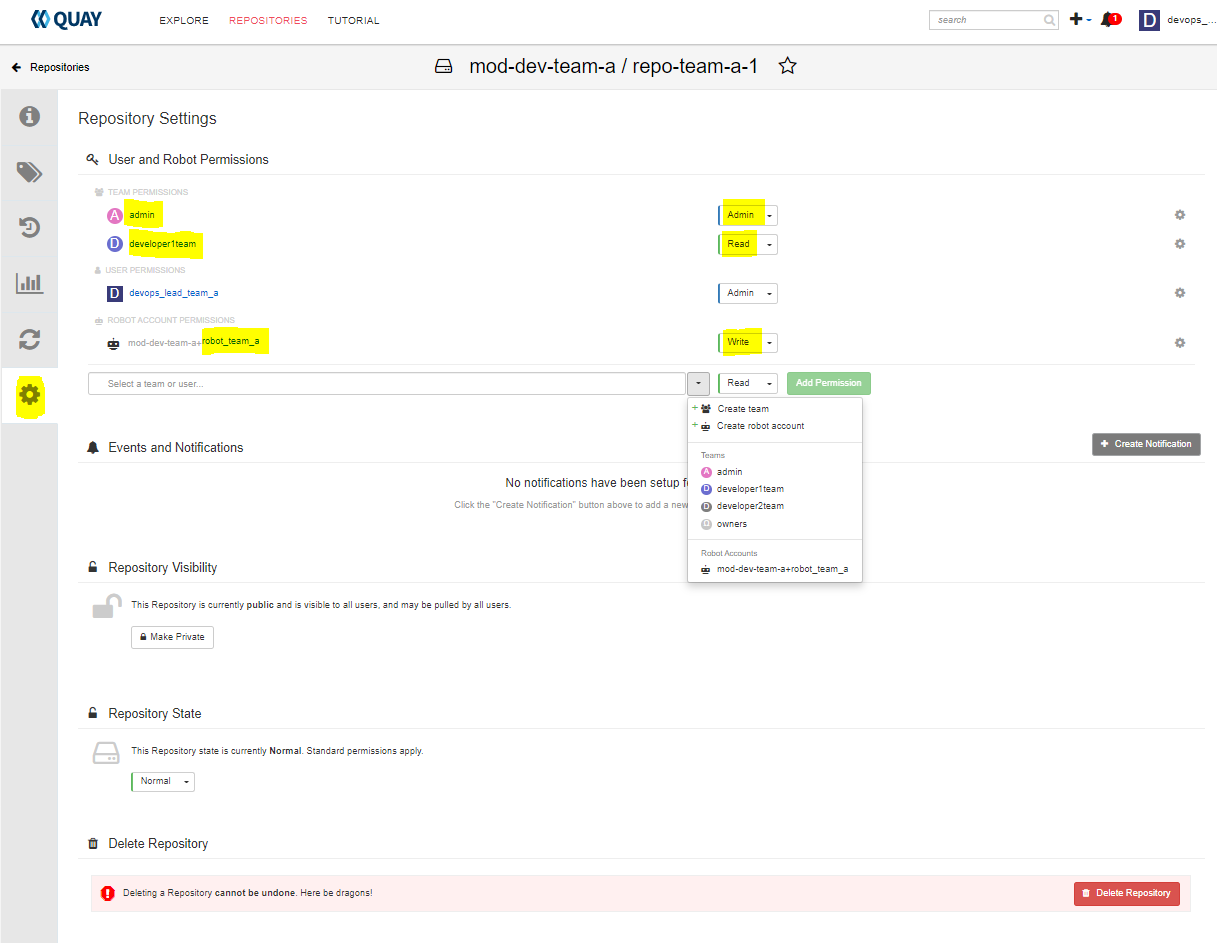 QUAY EXPLORE REPOSITORIES TUTORIAL search 1 D devops_...
Repositories mod-dev-team-a / repo-team-a-1
Repository Settings
User and Robot Permissions
TEAM PERMISSIONS
A admin Admin
D developer1team Read
USER PERMISSIONS
D devops_lead_team_a Admin
ROBOT ACCOUNT PERMISSIONS
mod-dev-team-a+robot_team_a Write
Select a team or user... Read Add Permission
+ Create team
+ Create robot account
Teams
A admin
D developer1team
D developer2team
O owners
Robot Accounts
mod-dev-team-a+robot_team_a
Events and Notifications + Create Notification
No notifications have been setup f
Click the "Create Notification" button above to add a new
Repository Visibility
This Repository is currently public and is visible to all users, and may be pulled by all users.
Make Private
Repository State
This Repository state is currently Normal. Standard permissions apply.
Normal
Delete Repository
Deleting a Repository cannot be undone. Here be dragons! Delete Repository